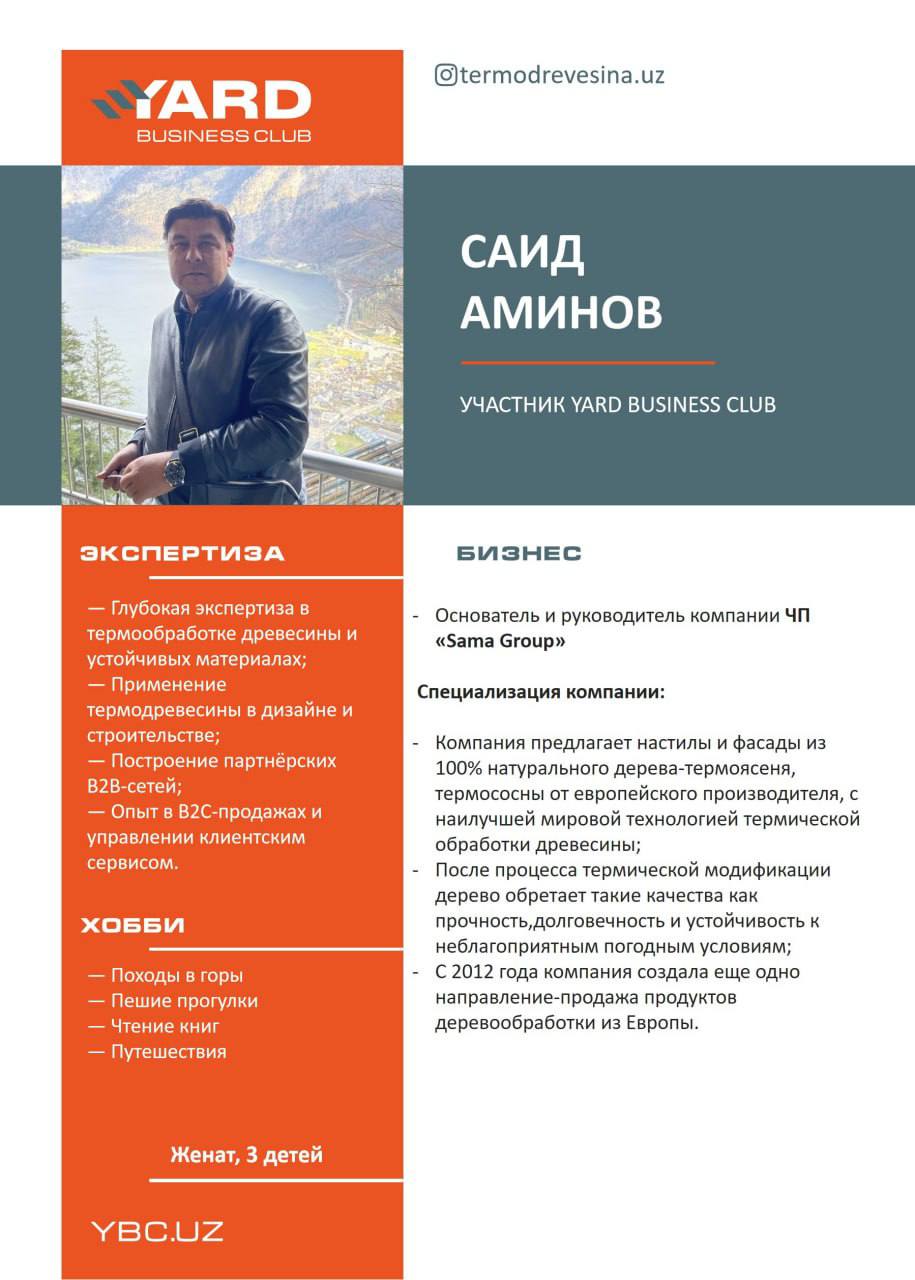 YARD
BUSINESS CLUB
termodrevesina.uz
САИД
АМИНОВ
УЧАСТНИК YARD BUSINESS CLUB
ЭКСПЕРТИЗА
— Глубокая экспертиза в
термообработке древесины и
устойчивых материалах;
— Применение
термодревесины в дизайне и
строительстве;
— Построение партнёрских
B2B-сетей;
— Опыт в B2C-продажах и
управлении клиентским
сервисом.
ХОББИ
— Походы в горы
— Пешие прогулки
— Чтение книг
— Путешествия
Женат, 3 детей
YBC.UZ
БИЗНЕС
- Основатель и руководитель компании ЧП
«Sama Group»
Специализация компании:
- Компания предлагает настилы и фасады из
100% натурального дерева-термоясеня,
термососны от европейского производителя, с
наилучшей мировой технологией термической
обработки древесины;
- После процесса термической модификации
дерево обретает такие качества как
прочность,долговечность и устойчивость к
неблагоприятным погодным условиям;
- С 2012 года компания создала еще одно
направление-продажа продуктов
деревообработки из Европы.